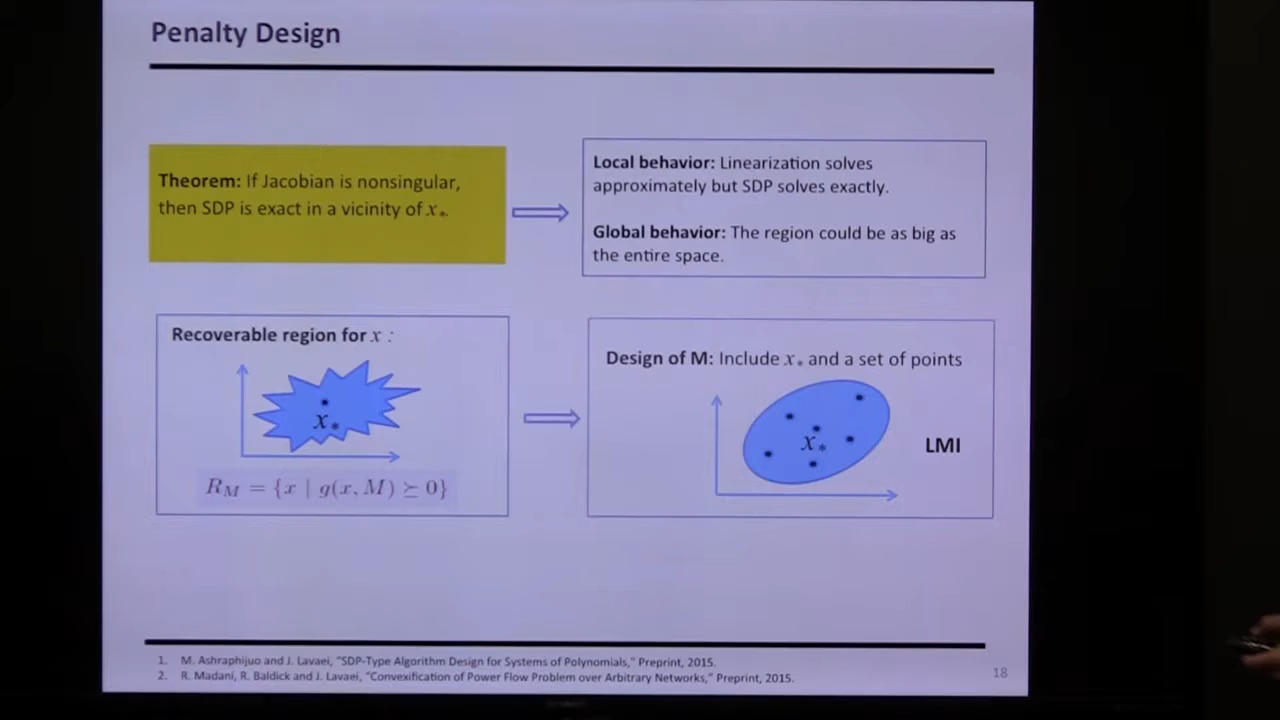 Penalty Design
Theorem: If Jacobian is nonsingular,
then SDP is exact in a vicinity of x*.
Local behavior: Linearization solves
approximately but SDP solves exactly.
Global behavior: The region could be as big as
the entire space.
Recoverable region for x :
x*
R_M = {x | g(x, M) ⪰ 0}
Design of M: Include x* and a set of points
x*
LMI
1. M. Ashraphijuo and J. Lavaei, "SDP-Type Algorithm Design for Systems of Polynomials," Preprint, 2015.
2. R. Madani, R. Baldick and J. Lavaei, "Convexification of Power Flow Problem over Arbitrary Networks," Preprint, 2015.
18